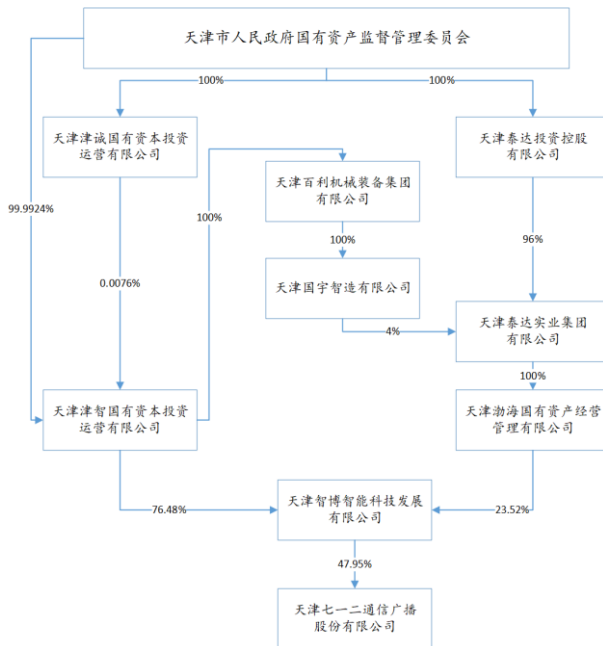 天津市人民政府国有资产监督管理委员会
100%
100%
天津津诚国有资本投资
运营有限公司
天津泰达投资控股
有限公司
天津百利机械装备集团
有限公司
99.9924%
100%
100%
96%
0.0076%
天津国宇智造有限公司
天津泰达实业集团
有限公司
4%
100%
天津津智国有资本投资
运营有限公司
天津渤海国有资产经营
管理有限公司
天津智博智能科技发展
有限公司
76.48%
23.52%
47.95%
天津七一二通信广播
股份有限公司